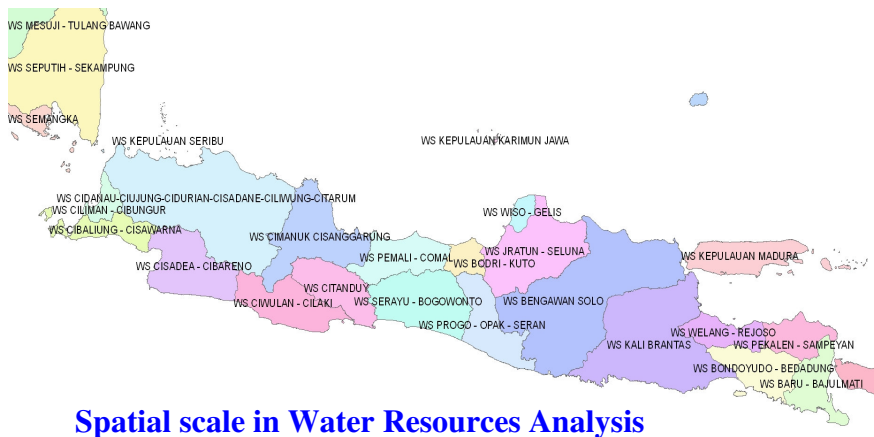 WS MESUJI - TULANG BAWANG
WS SEPUTIH - SEKAMPUNG
WS SEMANGKA
WS KEPULAUAN SERIBU
WS KEPULAUAN KARIMUN JAWA
WS CIDANAU-CIUJUNG-CIDURIAN-CISADANE-CILIWUNG-CITARUM
WS CILIMAN - CIBUNGUR
WS WISO - GELIS
WS CIBALIUNG - CISAWARNA
WS CIMANUK CISANGGARUNG
WS JRATUN - SELUNA
WS PEMALI - COMAL
WS KEPULAUAN MADURA
WS BODRI - KUTO
WS CISADEA - CIBARENO
WS CITANDUY
WS CIWULAN - CILAKI
WS SERAYU - BOGOWONTO
WS BENGAWAN SOLO
WS PROGO - OPAK - SERAN
WS WELANG - REJOSO
WS KALI BRANTAS
WS PEKALEN - SAMPEYAN
WS BONDOYUDO - BEDADUNG
WS BARU - BAJULMATI
Spatial scale in Water Resources Analysis